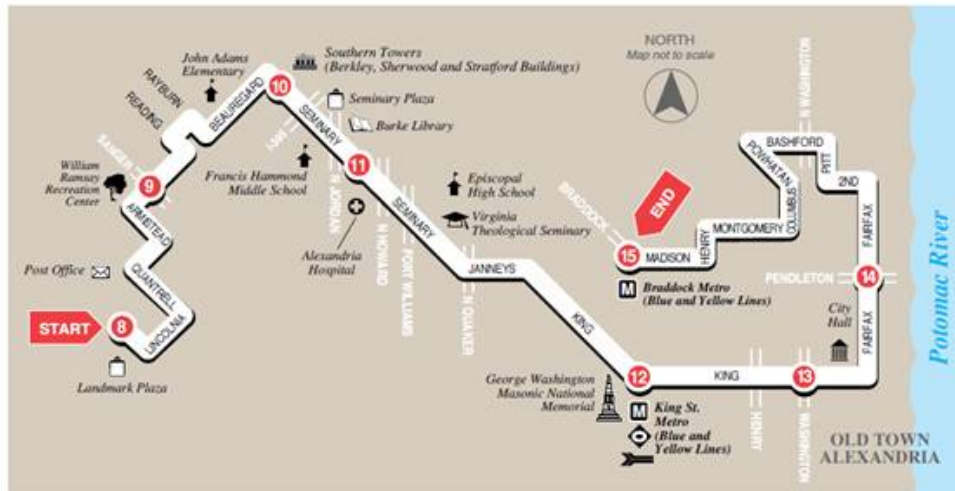 NORTH
Map not to scale
John Adams
Elementary
Southern Towers
(Berkley, Sherwood and Stratford Buildings)
RAYBURN
READING
BEAUREGARD
10
Seminary Plaza
SEMINARY
Burke Library
N WASHINGTON
BASHFORD
POWHATAN
PITT
2ND
SANGER
William
Ramsay
Recreation
Center
9
Francis Hammond
Middle School
11
N JORDAN
Episcopal
High School
BRADDOCK
END
COLUMBUS
ARMISTEAD
SEMINARY
Virginia
Theological Seminary
MONTGOMERY
HENRY
FAIRFAX
Alexandria
Hospital
N HOWARD
FORT WILLIAMS
15
MADISON
Post Office
QUANTRELL
JANNEYS
Braddock Metro
(Blue and Yellow Lines)
PENDLETON
14
START
8
LINCOLNIA
N QUAKER
KING
City
Hall
FAIRFAX
Potomac River
Landmark Plaza
George Washington
Masonic National
Memorial
12
KING
13
M
King St.
Metro
(Blue and
Yellow Lines)
HENRY
WASHINGTON
OLD TOWN
ALEXANDRIA
M